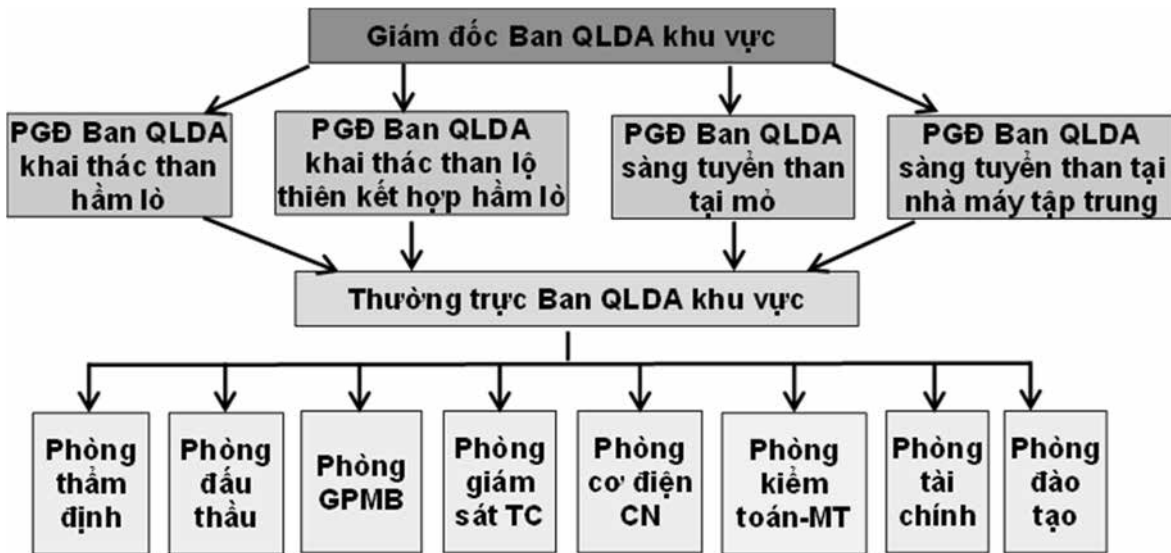 Giám đốc Ban QLDA khu vực
PGĐ Ban QLDA
khai thác than
hầm lò
PGĐ Ban QLDA
khai thác than lộ
thiên kết hợp hầm lò
PGĐ Ban QLDA
sàng tuyển than
tại mỏ
PGĐ Ban QLDA
sàng tuyển than tại
nhà máy tập trung
Thường trực Ban QLDA khu vực
Phòng
thẩm
định
Phòng
đấu
thầu
Phòng
GPMB
Phòng
giám
sát TC
Phòng
cơ điện
CN
Phòng
kiểm
toán-MT
Phòng
tài
chính
Phòng
đào
tạo